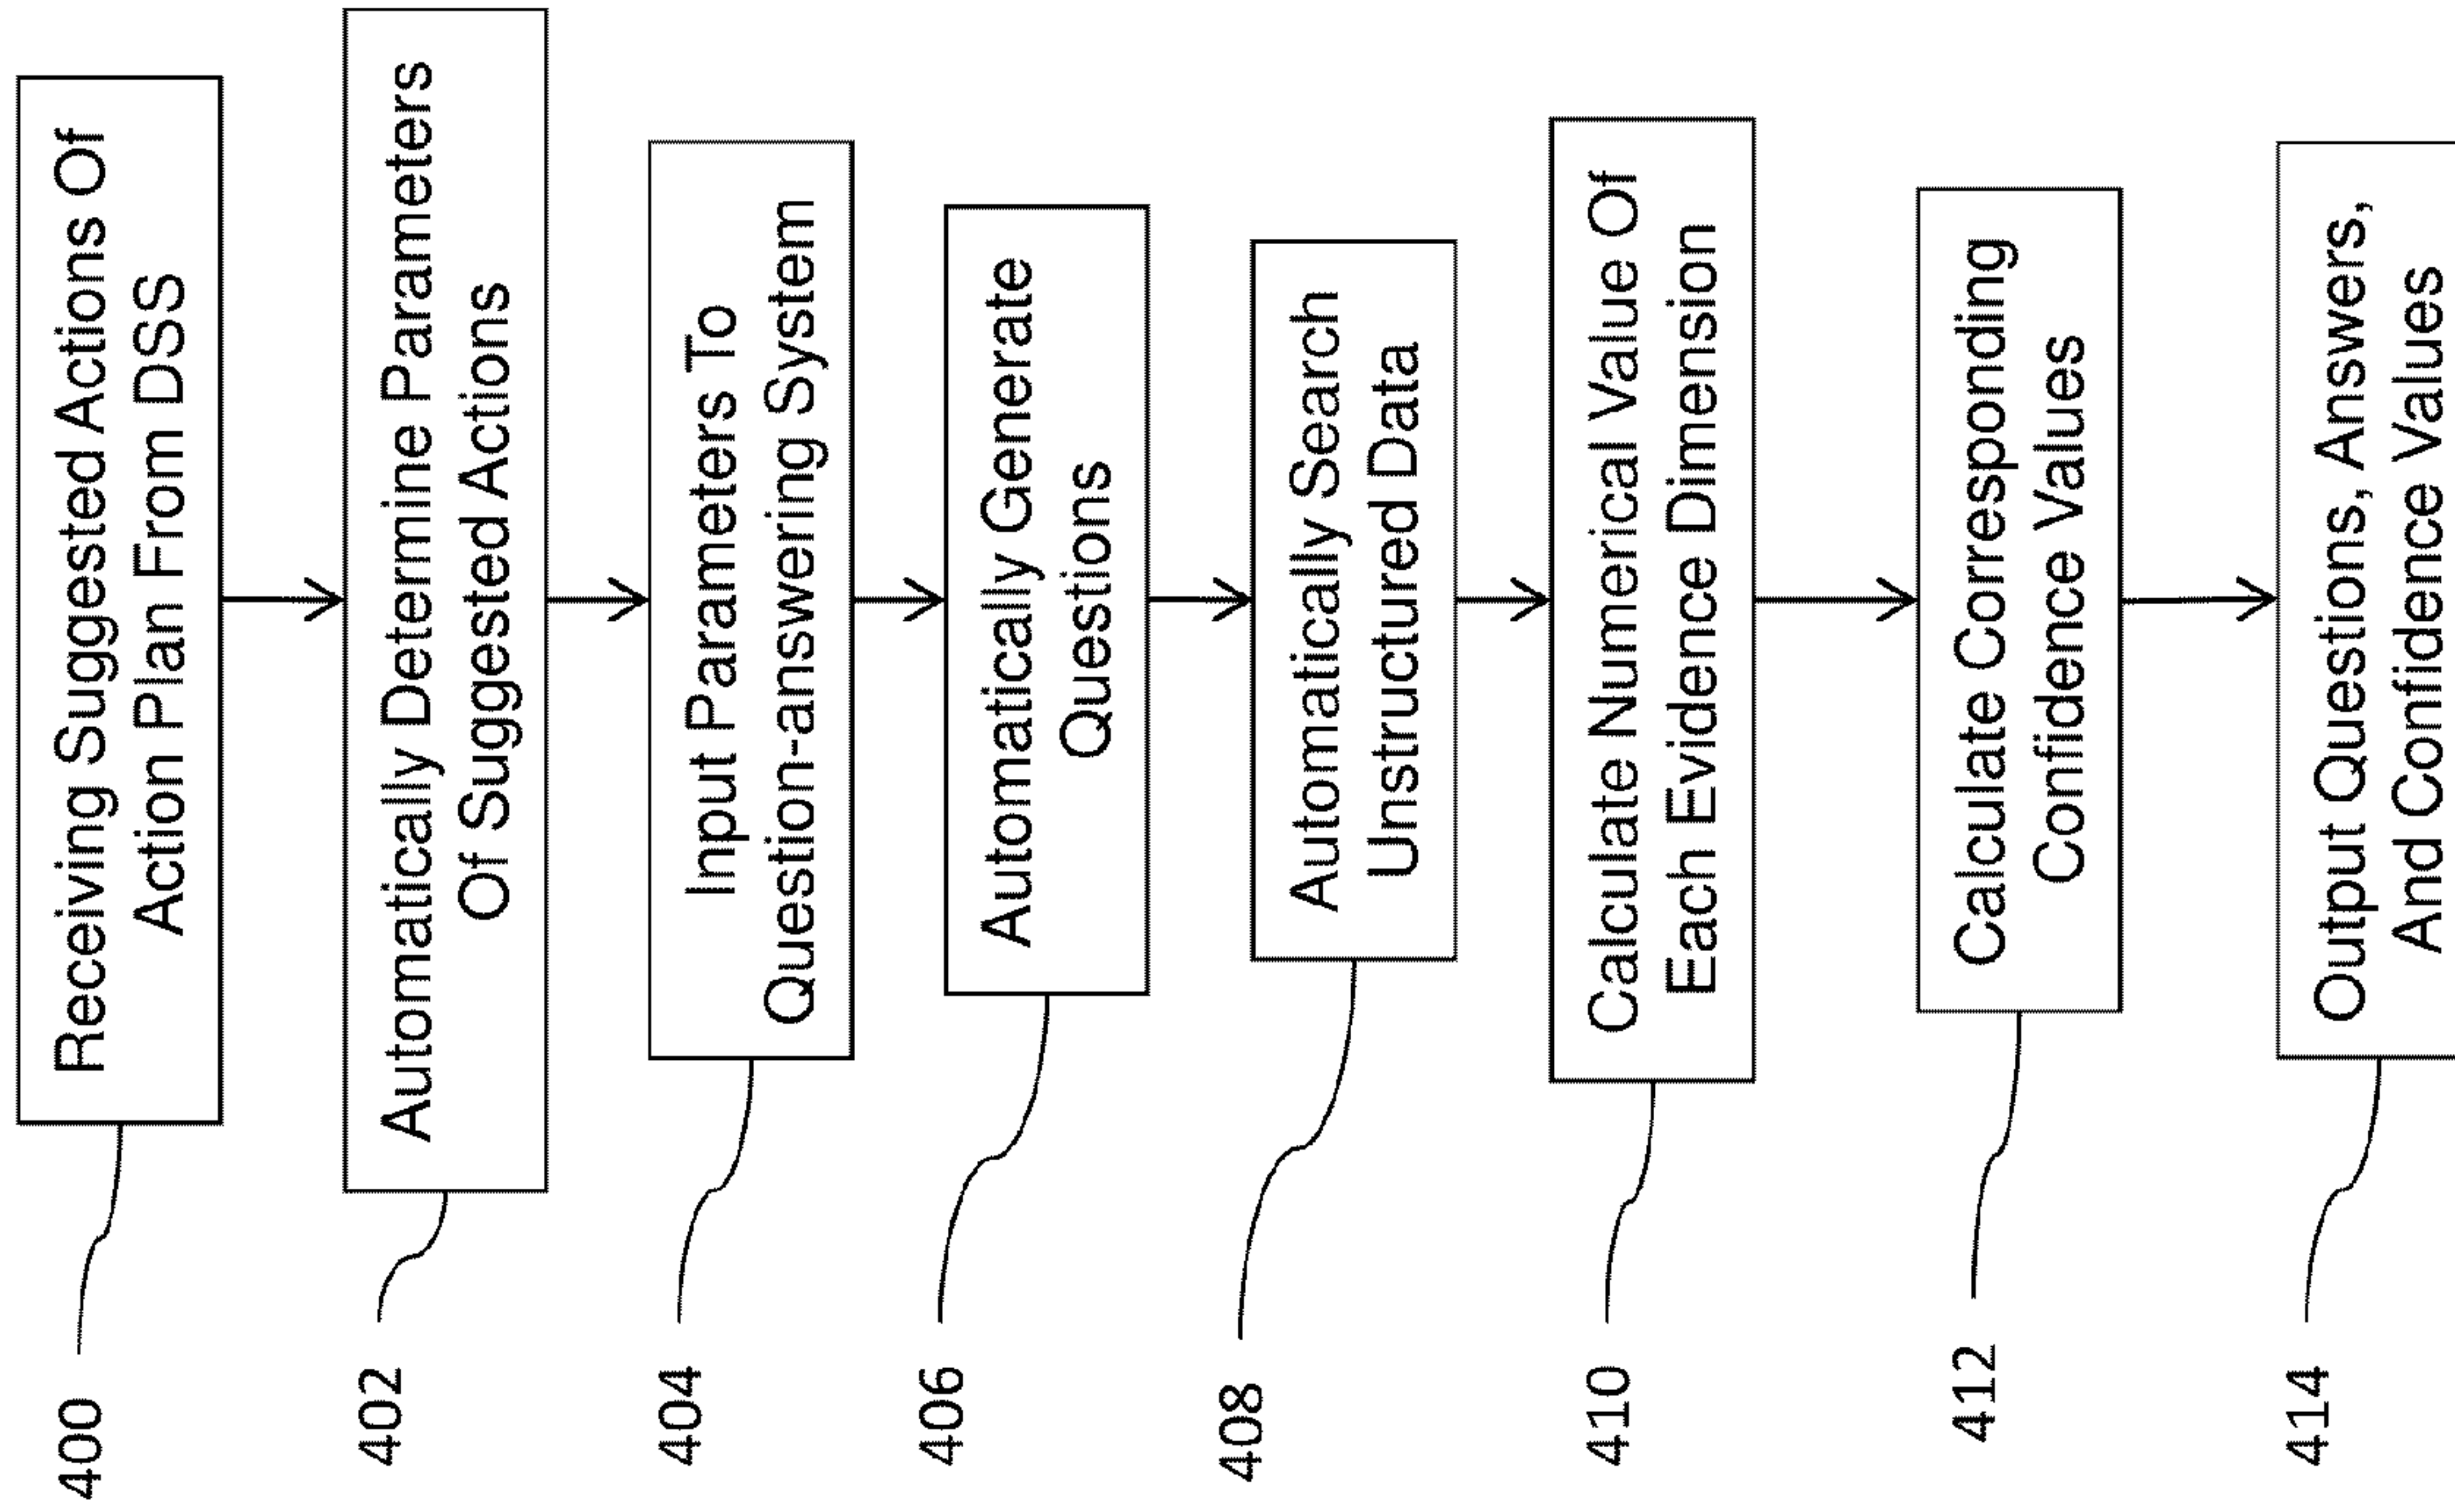 400
Receiving Suggested Actions Of
Action Plan From DSS
402
Automatically Determine Parameters
Of Suggested Actions
404
Input Parameters To
Question-answering System
406
Automatically Generate
Questions
408
Automatically Search
Unstructured Data
410
Calculate Numerical Value Of
Each Evidence Dimension
412
Calculate Corresponding
Confidence Values
414
Output Questions, Answers,
And Confidence Values